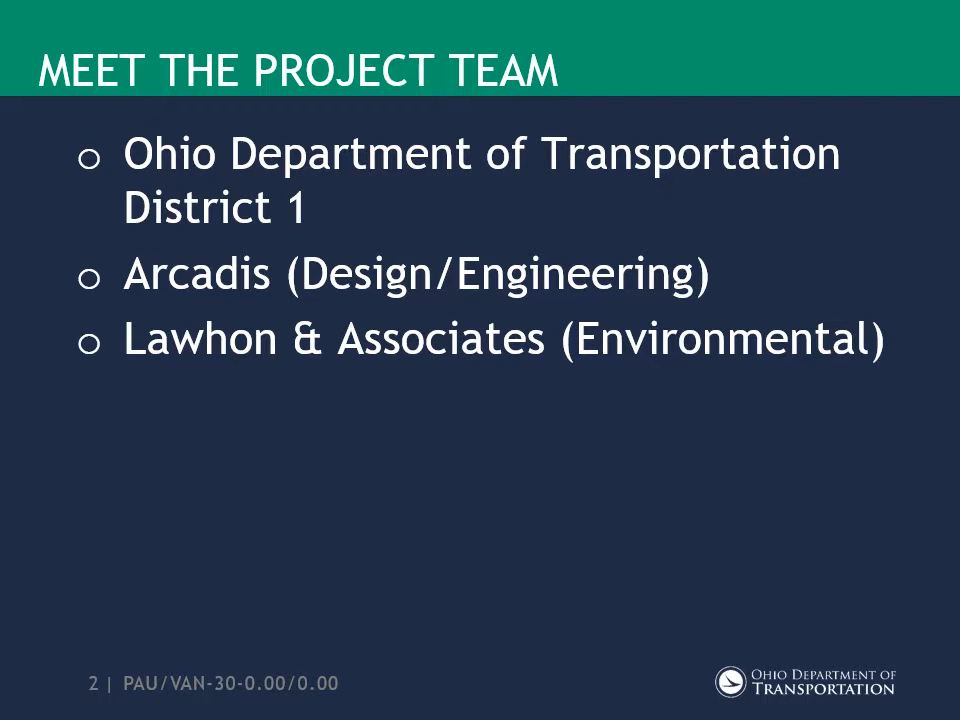 MEET THE PROJECT TEAM
o Ohio Department of Transportation
District 1
o Arcadis (Design/Engineering)
o Lawhon & Associates (Environmental)
2 | PAU/VAN-30-0.00/0.00
OHIO DEPARTMENT OF
TRANSPORTATION